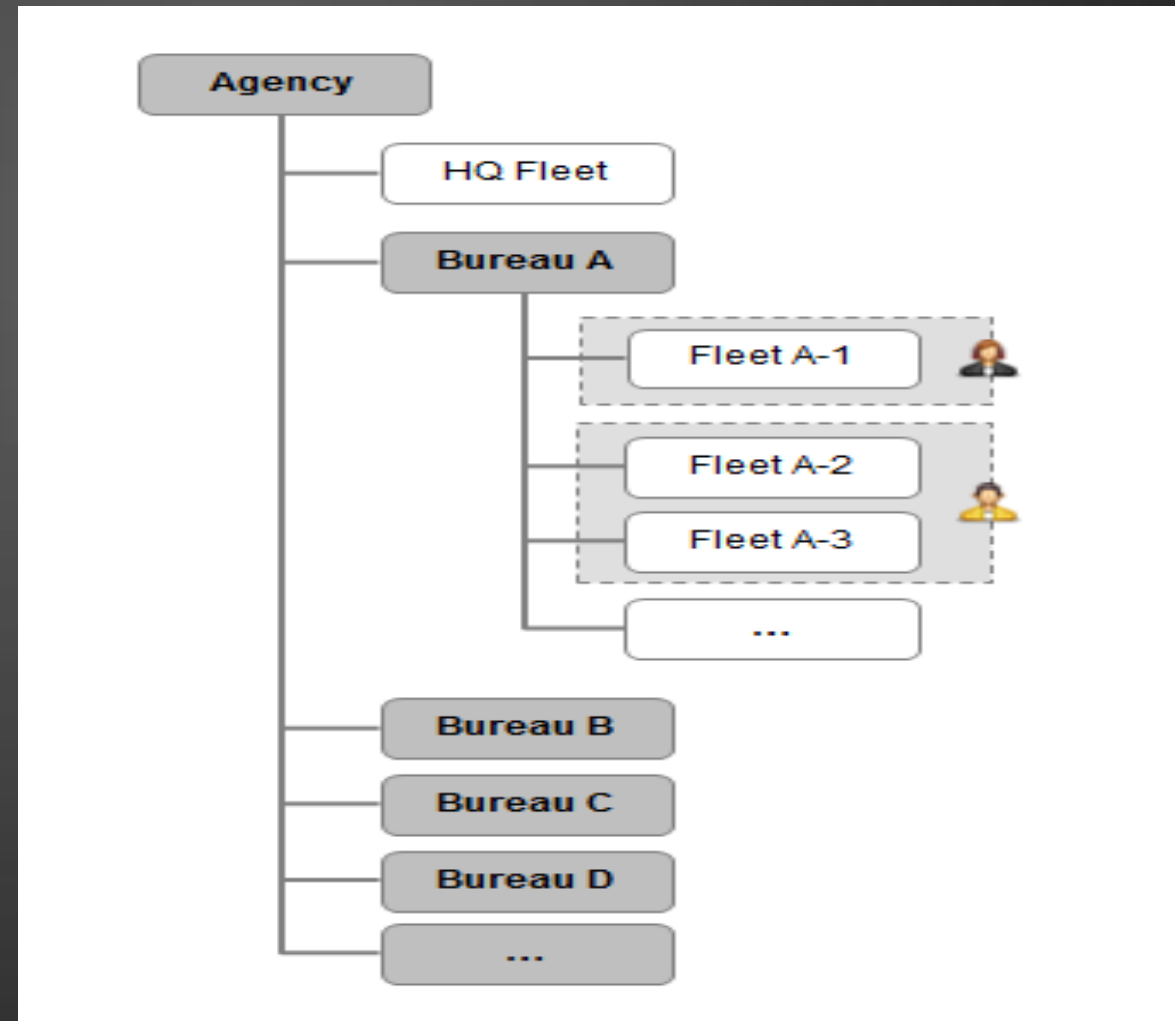 Agency
HQ Fleet
Bureau A
Fleet A-1
Fleet A-2
Fleet A-3
...
Bureau B
Bureau C
Bureau D
...